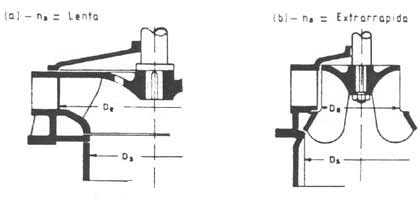 (a)- ns = Lenta
(b)- ns = Extrarrapida
De
Ds
De
Ds